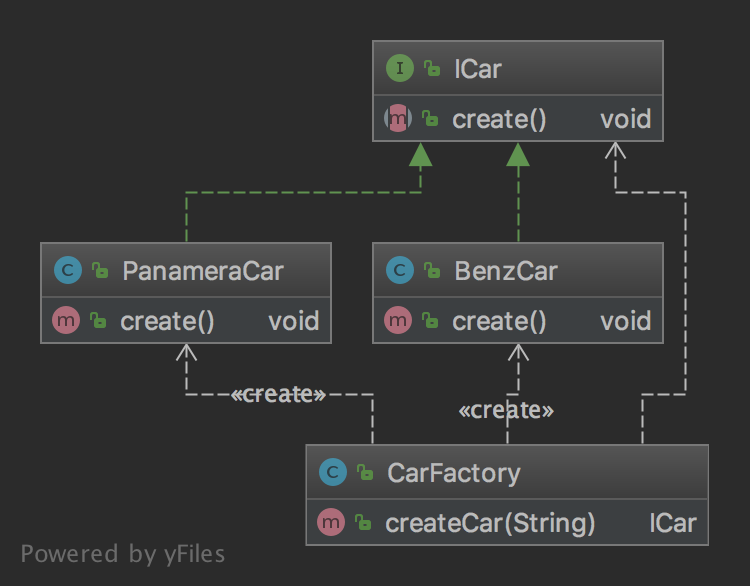 I ICar
m create() void
C PanameraCar
m create() void
C BenzCar
m create() void
«create»
«create»
C CarFactory
m createCar(String) ICar
Powered by yFiles